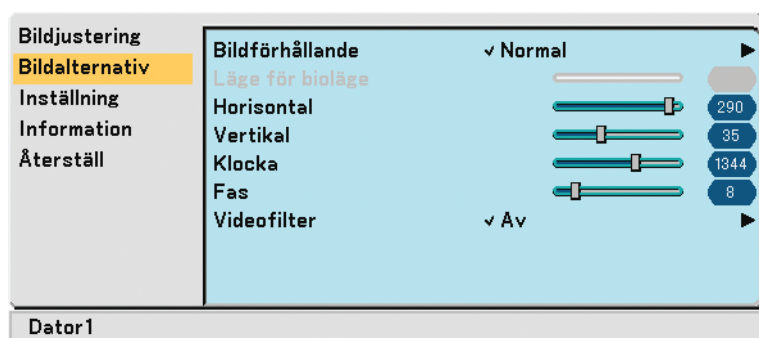 Bildjustering
Bildalternativ
Inställning
Information
Återställ
Bildförhållande ✓ Normal ▶
Läge för bioläge
Horisontal 290
Vertikal 35
Klocka 1344
Fas 8
Videofilter ✓ Av ▶
Dator1